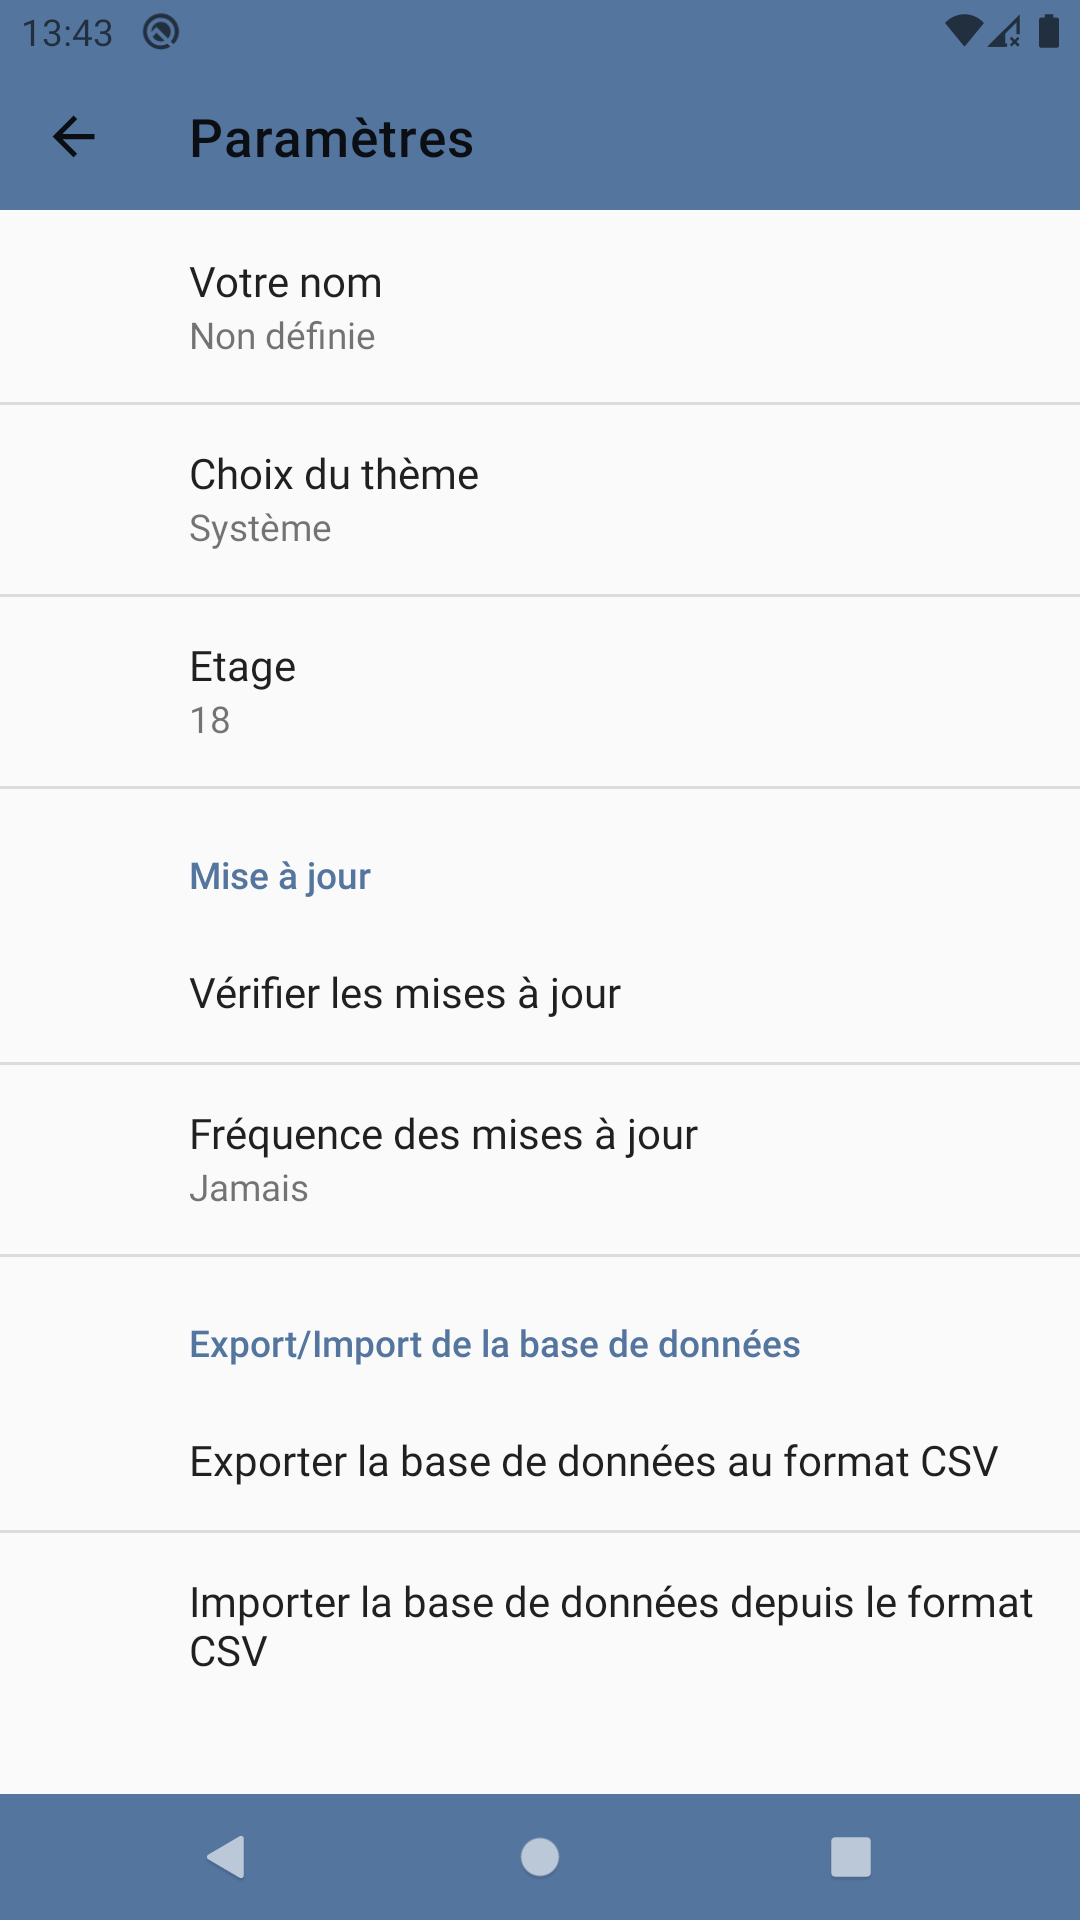 13:43
Paramètres
Votre nom
Non définie
Choix du thème
Système
Etage
18
Mise à jour
Vérifier les mises à jour
Fréquence des mises à jour
Jamais
Export/Import de la base de données
Exporter la base de données au format CSV
Importer la base de données depuis le format
CSV